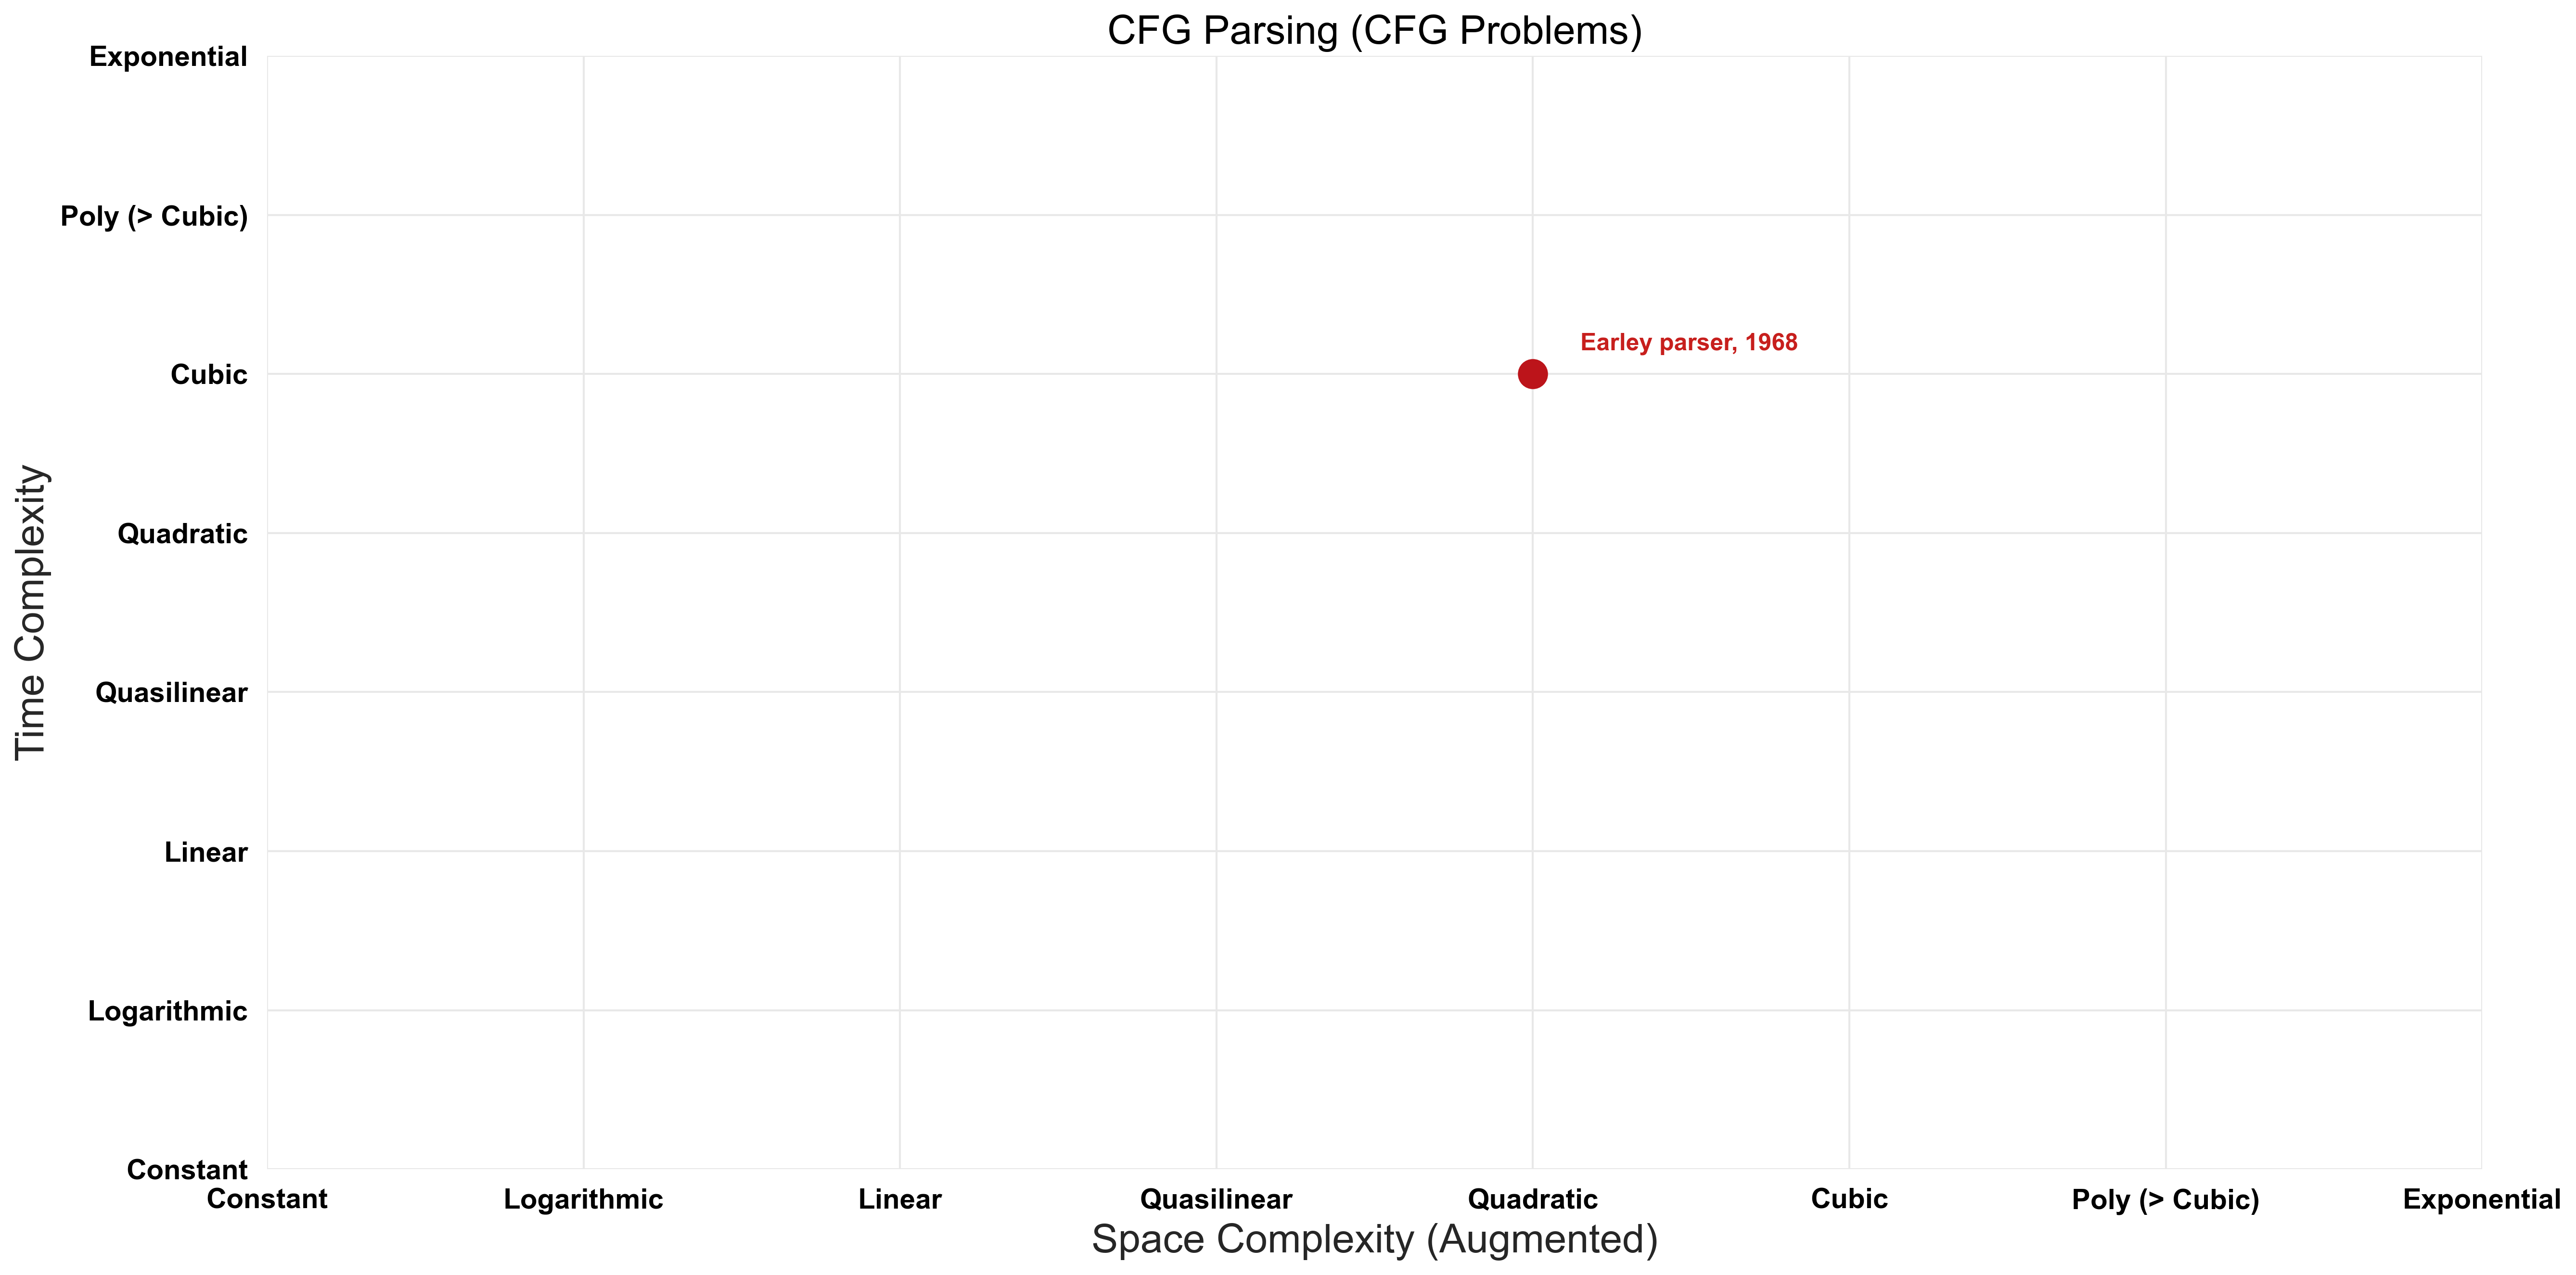 CFG Parsing (CFG Problems)
Exponential
Poly (> Cubic)
Cubic
Quadratic
Quasilinear
Linear
Logarithmic
Constant
Time Complexity
Earley parser, 1968
Constant
Logarithmic
Linear
Quasilinear
Quadratic
Cubic
Poly (> Cubic)
Exponential
Space Complexity (Augmented)